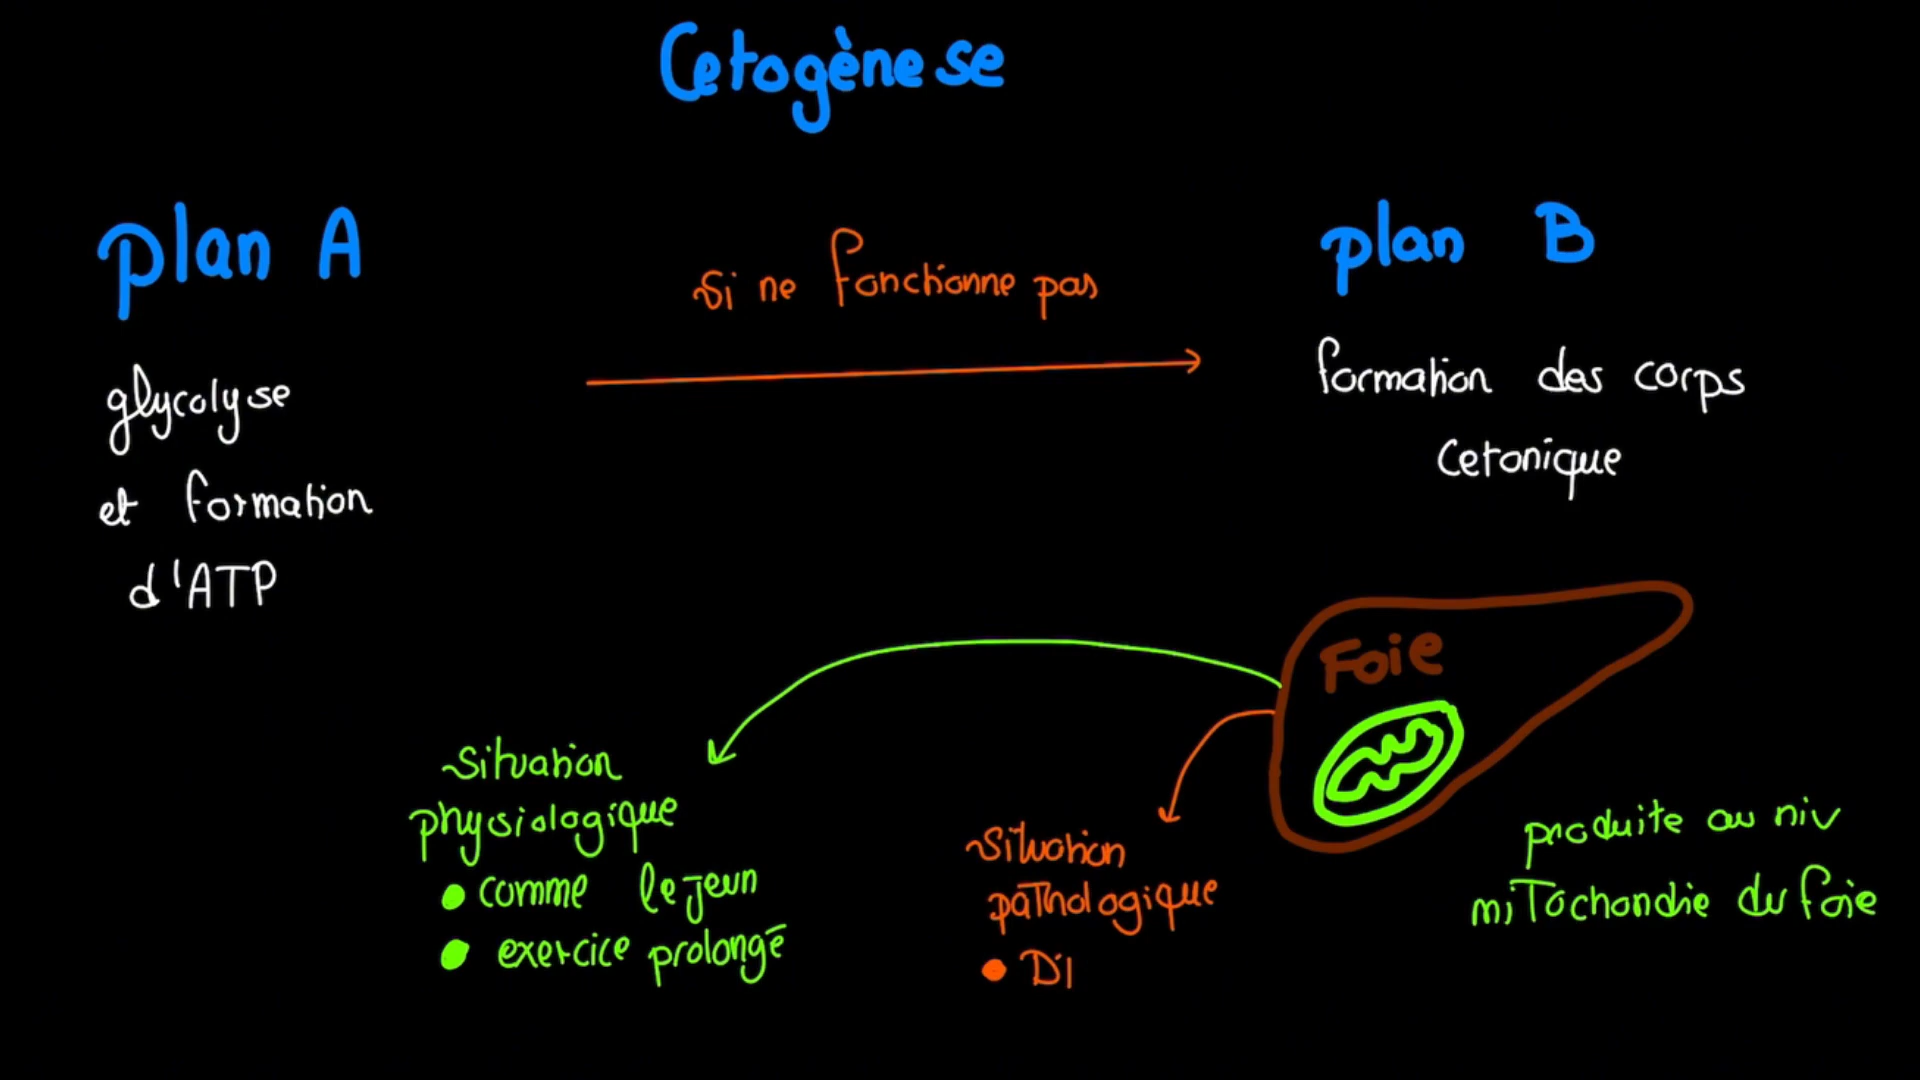 Cetogènese
plan A
si ne fonctionne pas
plan B
glycolyse
et formation
d'ATP
formation des corps
Cetonique
Foie
Situation
physiologique
• comme le jeun
• exercice prolongé
Situation
pathologique
• D1
produite au niv
miTochondie du foie